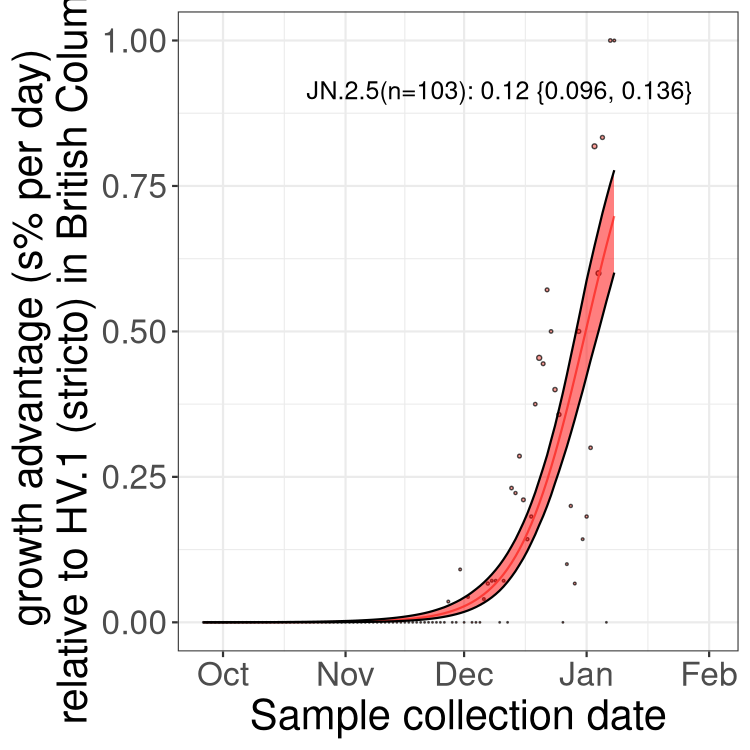 growth advantage (s% per day)
relative to HV.1 (stricto) in British Colum
1.00
0.75
0.50
0.25
0.00
JN.2.5(n=103): 0.12 {0.096, 0.136}
Oct Nov Dec Jan Feb
Sample collection date